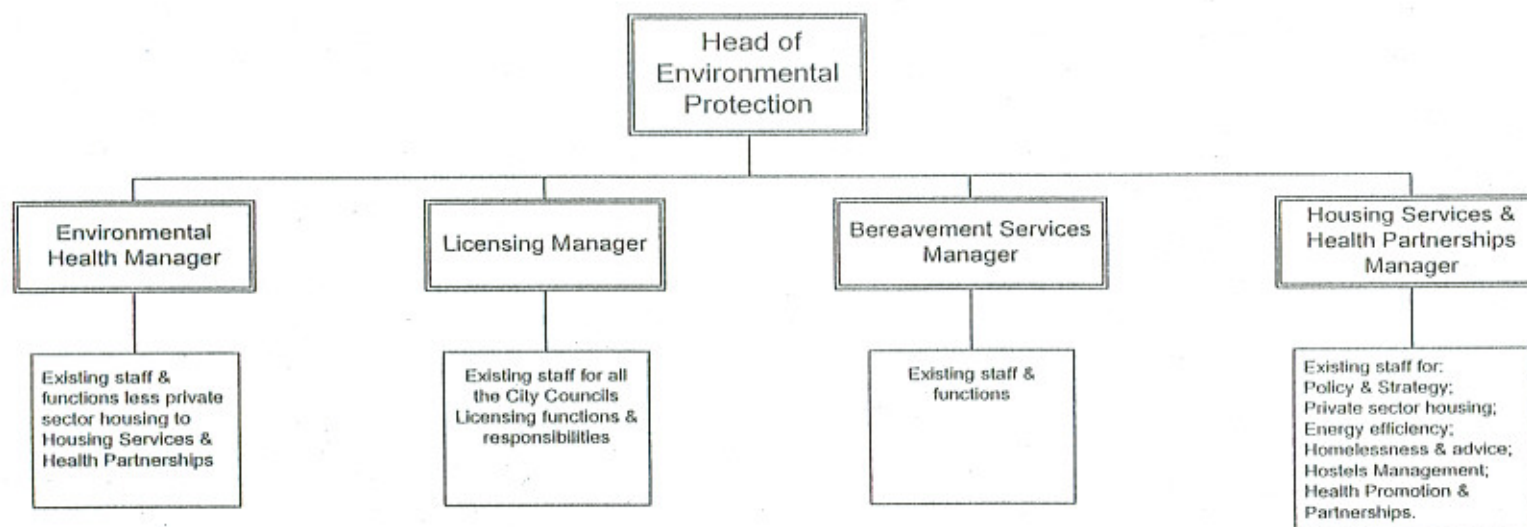 Head of
Environmental
Protection
Environmental
Health Manager
Licensing Manager
Bereavement Services
Manager
Housing Services &
Health Partnerships
Manager
Existing staff &
functions less private
sector housing to
Housing Services &
Health Partnerships
Existing staff for all
the City Councils
Licensing functions &
responsibilities
Existing staff &
functions
Existing staff for:
Policy & Strategy;
Private sector housing;
Energy efficiency;
Homelessness & advice;
Hostels Management;
Health Promotion &
Partnerships.